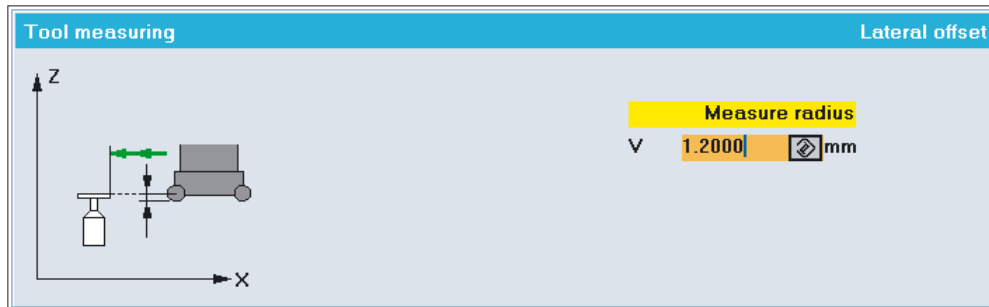 Tool measuring
Lateral offset
Z
Measure radius
V 1.2000 mm
X